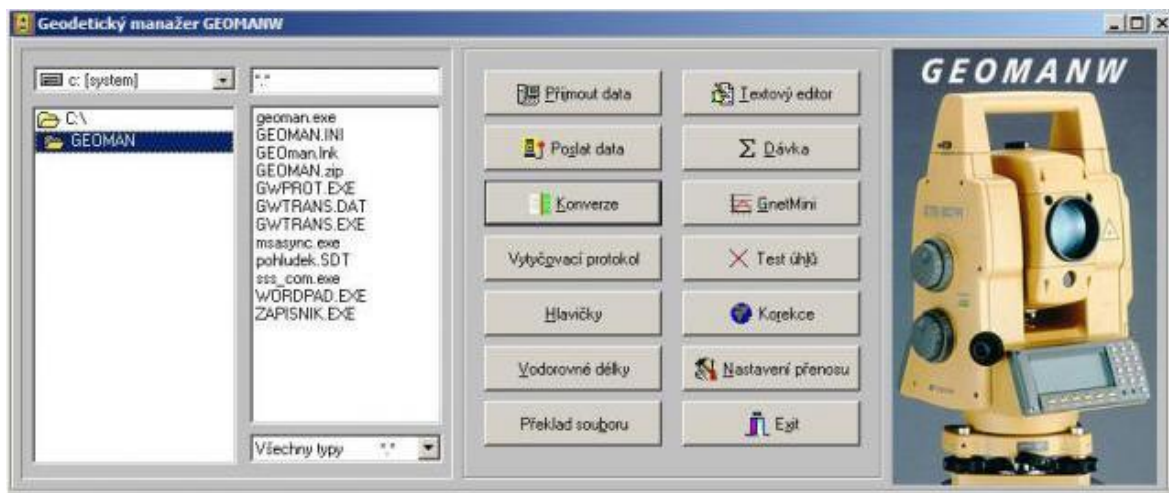 Geodetický manažer GEOMANW
c: [system]
*.*
C:\
GEOMAN
geoman.exe
GEOMAN.INI
GEOman.lnk
GEOMAN.zip
GWPROT.EXE
GWTRANS.DAT
GWTRANS.EXE
msasync.exe
pohludek.SDT
sss_com.exe
WORDPAD.EXE
ZAPISNIK.EXE
Všechny typy *.*
Přijmout data
Poslat data
Konverze
Vytyčovací protokol
Hlavičky
Vodorovné délky
Překlad souboru
Textový editor
Dávka
GnetMini
Test úhlů
Korekce
Nastavení přenosu
Exit
GEOMANW